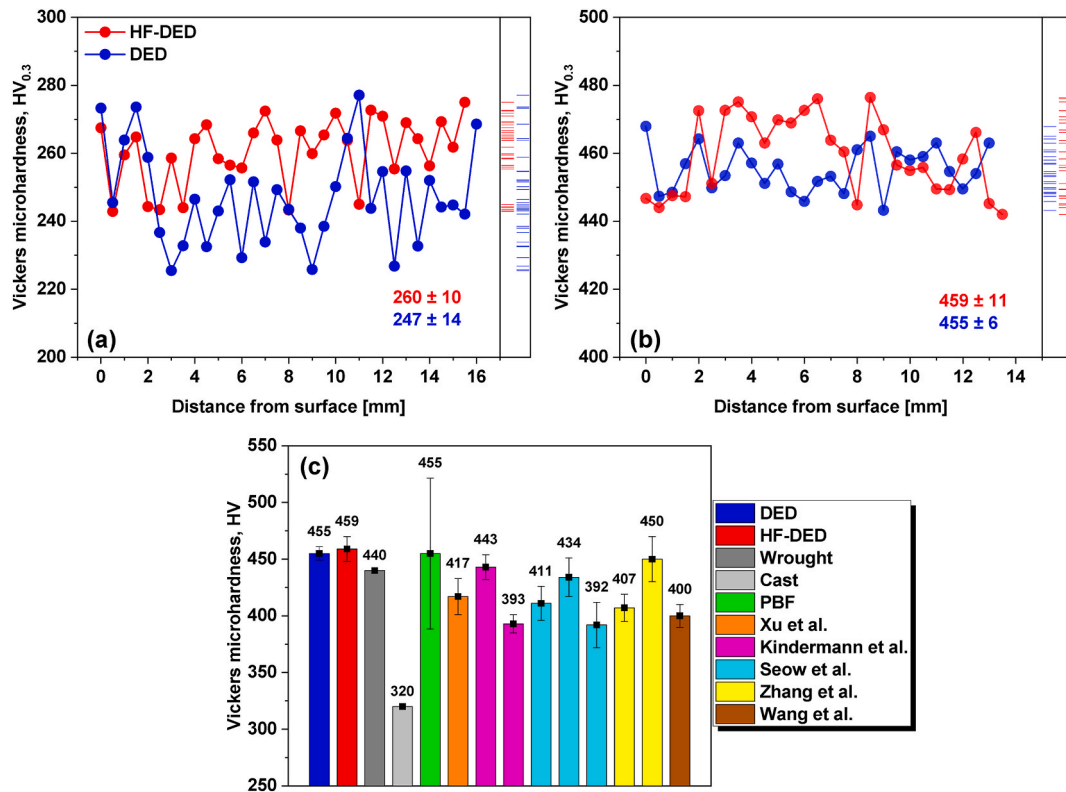 300
280
260
240
220
200
Vickers microhardness, HV0.3
HF-DED
DED
260 ± 10
247 ± 14
(a)
0 2 4 6 8 10 12 14 16
Distance from surface [mm]
500
480
460
440
420
400
Vickers microhardness, HV0.3
459 ± 11
455 ± 6
(b)
0 2 4 6 8 10 12 14
Distance from surface [mm]
550
500
450
400
350
300
250
Vickers microhardness, HV
(c)
455 459 440 320 455 417 443 393 411 434 392 407 450 400
DED
HF-DED
Wrought
Cast
PBF
Xu et al.
Kindermann et al.
Seow et al.
Zhang et al.
Wang et al.